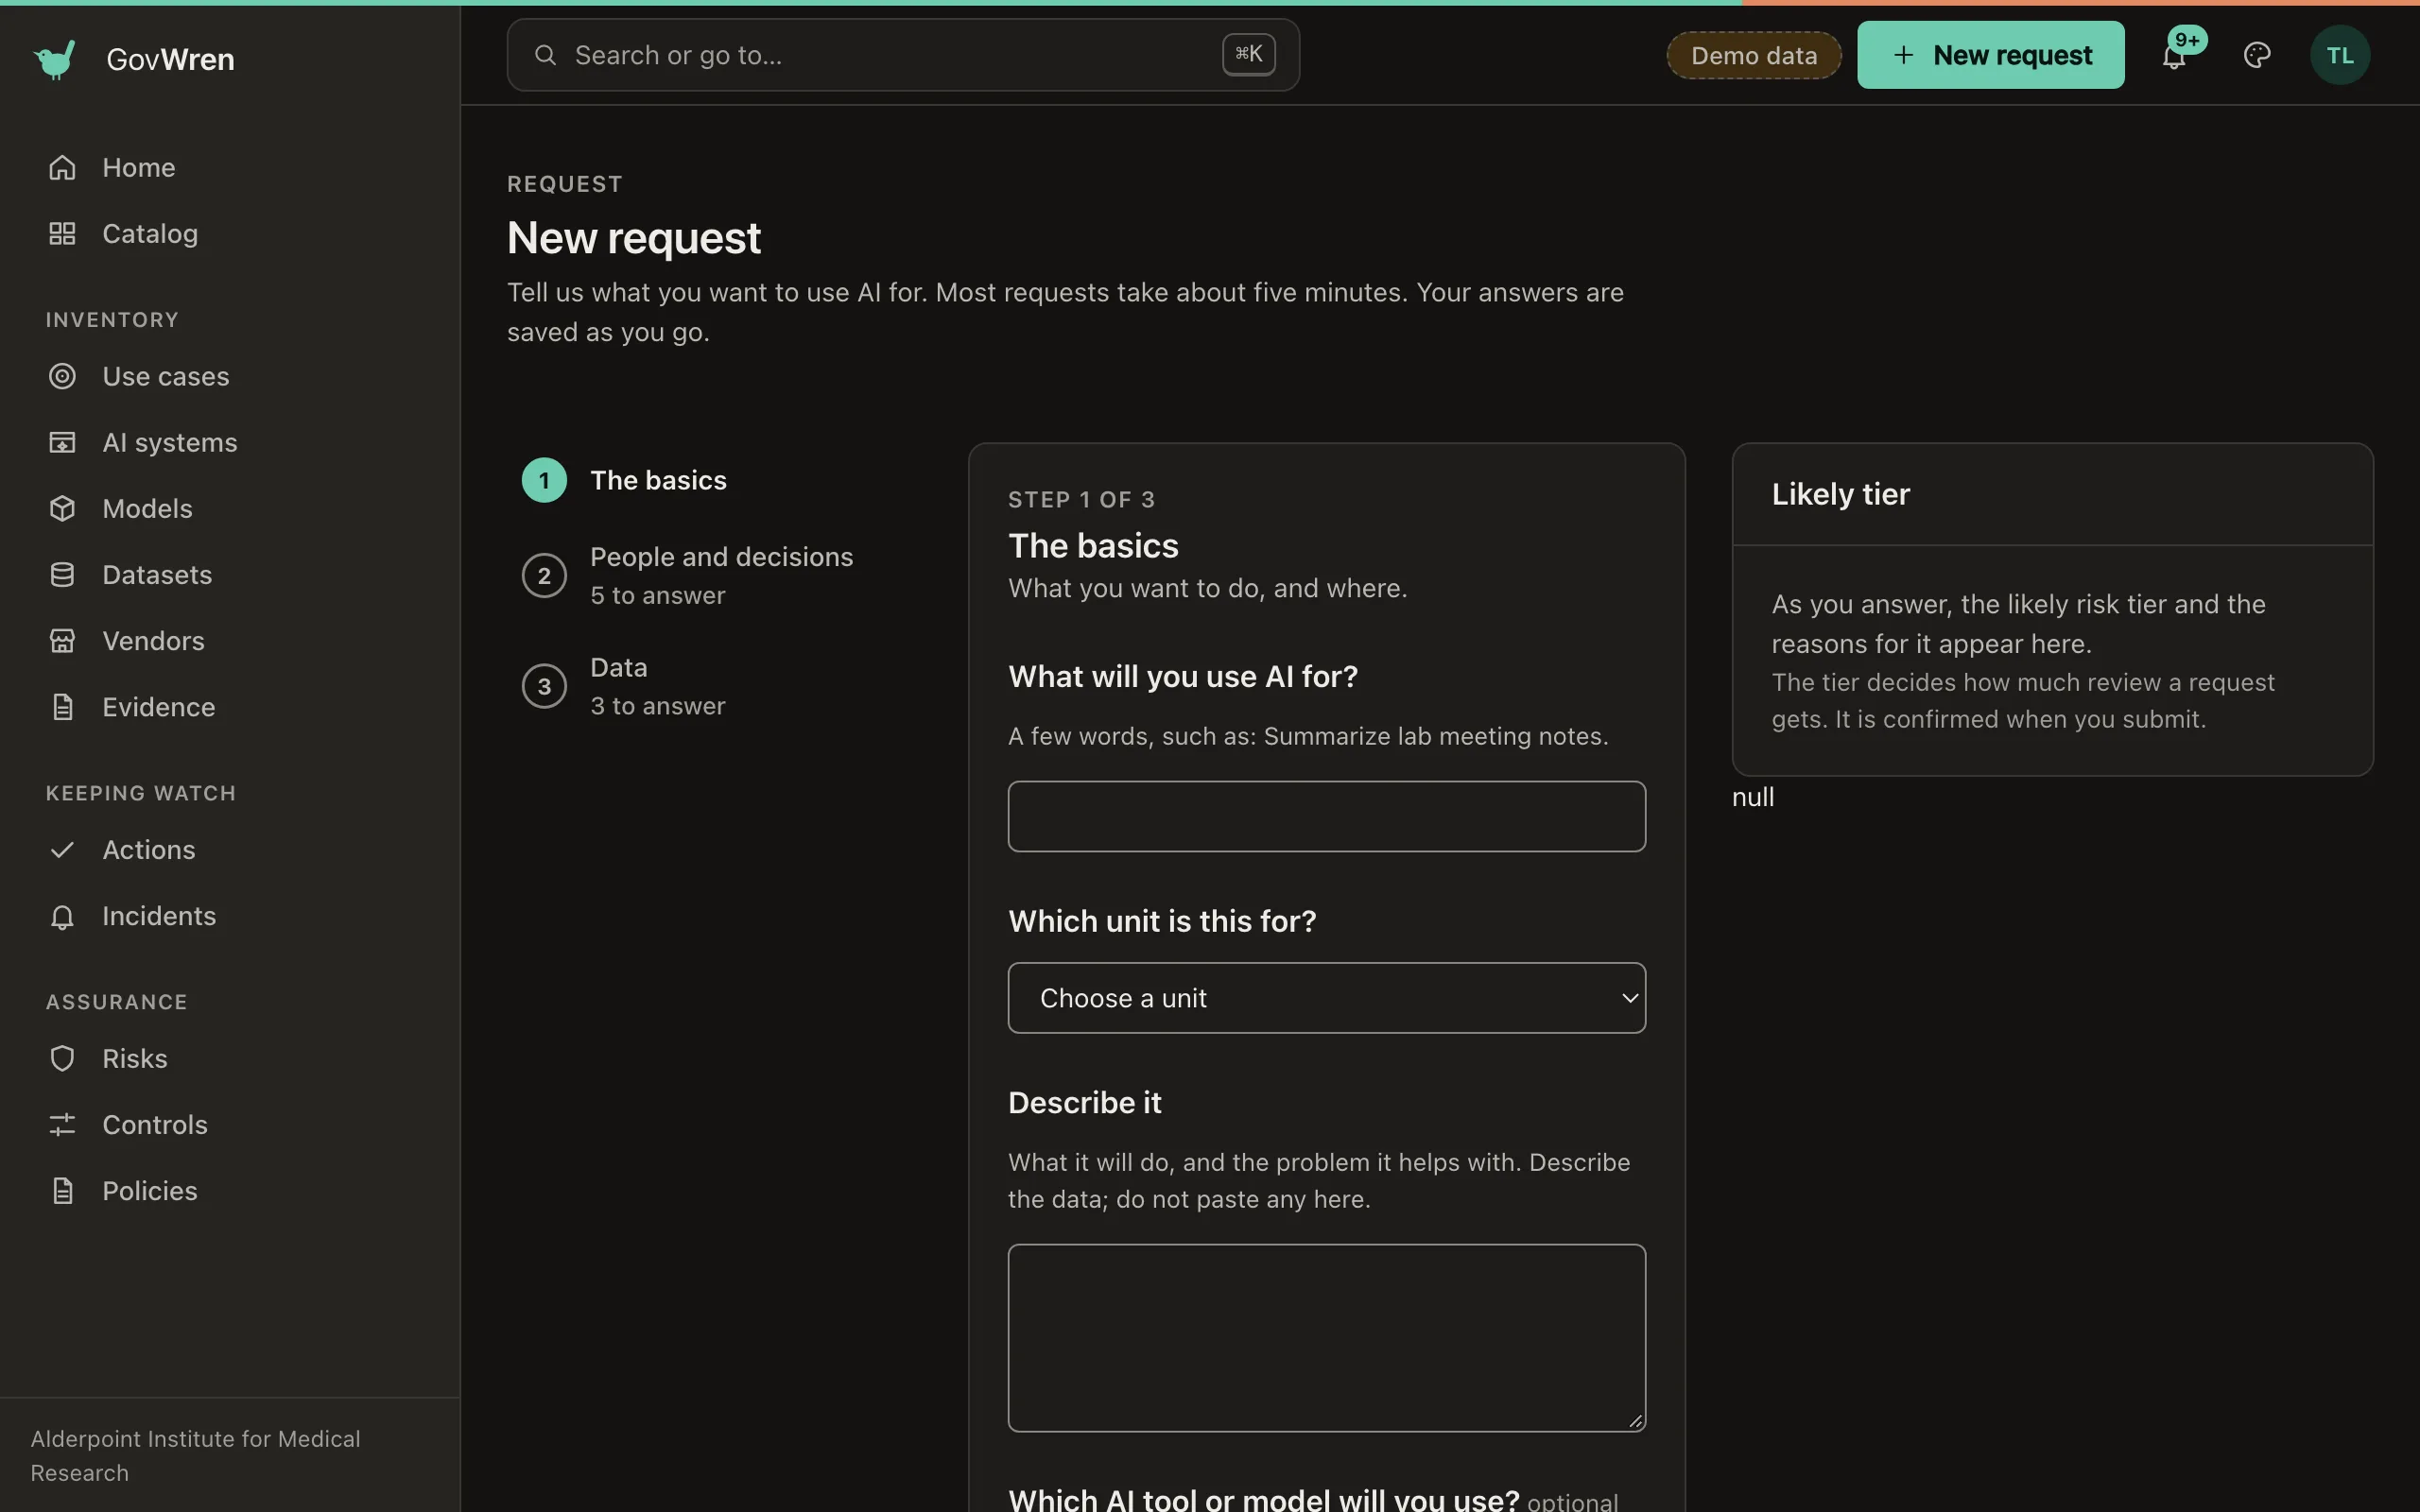 GovWren
Search or go to...
⌘K
Demo data
+ New request
9+
TL
Home
Catalog
INVENTORY
Use cases
AI systems
Models
Datasets
Vendors
Evidence
KEEPING WATCH
Actions
Incidents
ASSURANCE
Risks
Controls
Policies
Alderpoint Institute for Medical
Research
REQUEST
New request
Tell us what you want to use AI for. Most requests take about five minutes. Your answers are
saved as you go.
1 The basics
2 People and decisions
5 to answer
3 Data
3 to answer
STEP 1 OF 3
The basics
What you want to do, and where.
What will you use AI for?
A few words, such as: Summarize lab meeting notes.
Which unit is this for?
Choose a unit
Describe it
What it will do, and the problem it helps with. Describe
the data; do not paste any here.
Which AI tool or model will you use? optional
Likely tier
As you answer, the likely risk tier and the
reasons for it appear here.
The tier decides how much review a request
gets. It is confirmed when you submit.
null